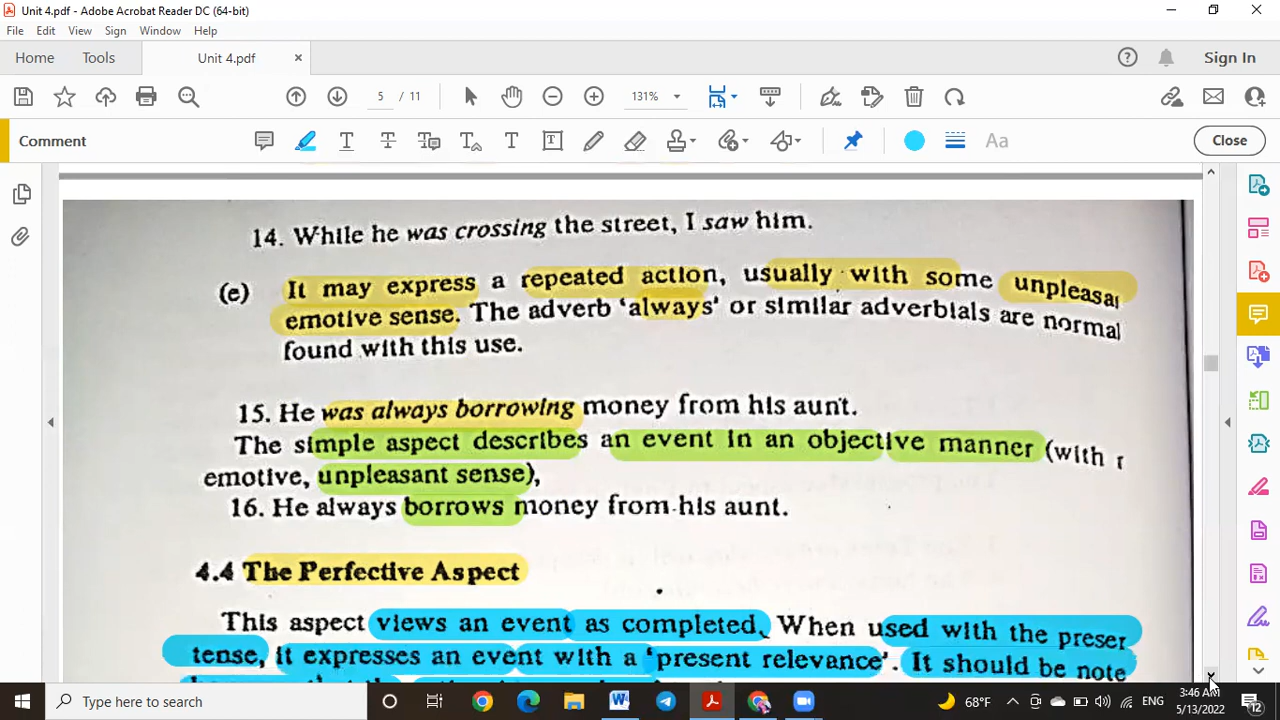 Unit 4.pdf - Adobe Acrobat Reader DC (64-bit)
File Edit View Sign Window Help
Home Tools Unit 4.pdf × Sign In
5 / 11 131%
Comment Aa Close
14. While he was crossing the street, I saw him.
(e) It may express a repeated action, usually with some unpleasar
emotive sense. The adverb 'always' or similar adverbials are normal
found with this use.
15. He was always borrowing money from his aunt.
The simple aspect describes an event in an objective manner (with r
emotive, unpleasant sense),
16. He always borrows money from his aunt.
4.4 The Perfective Aspect
This aspect views an event as completed. When used with the preser
tense, it expresses an event with a 'present relevance'. It should be note
Type here to search
68°F
ENG
3:46 AM
5/13/2022
12